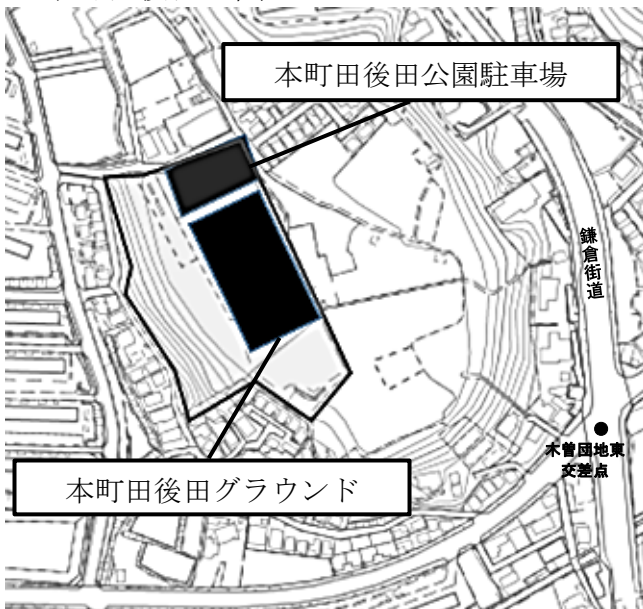 本町田後田公園駐車場
鎌倉街道
木曽団地東
交差点
本町田後田グラウンド